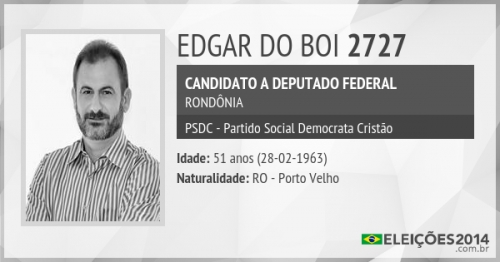 EDGAR DO BOI 2727
CANDIDATO A DEPUTADO FEDERAL
RONDÔNIA
PSDC - Partido Social Democrata Cristão
Idade: 51 anos (28-02-1963)
Naturalidade: RO - Porto Velho
ELEIÇÕES2014
.com.br